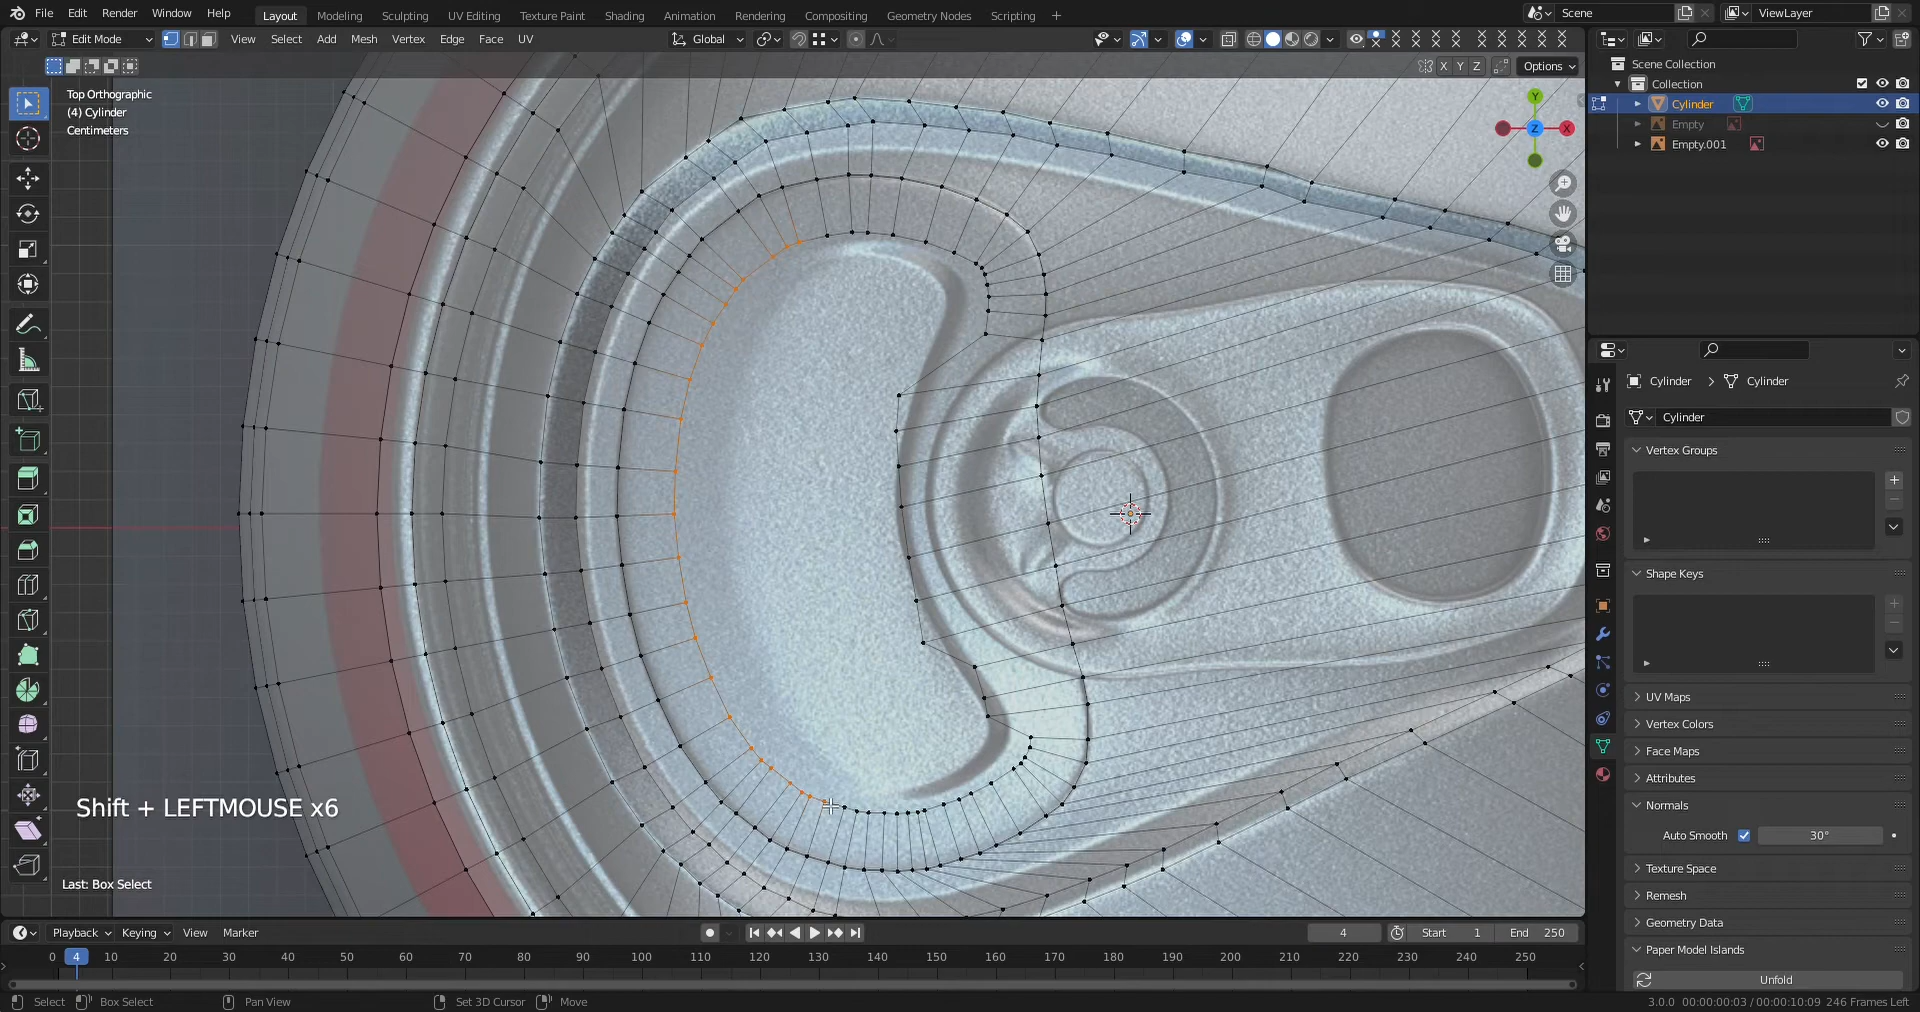 File Edit Render Window Help Layout Modeling Sculpting UV Editing Texture Paint Shading Animation Rendering Compositing Geometry Nodes Scripting + Scene ViewLayer
Edit Mode View Select Add Mesh Vertex Edge Face UV Global
X Y Z Options
Top Orthographic
(4) Cylinder
Centimeters
Y
X
Z
Scene Collection
Collection
Cylinder
Empty
Empty.001
Cylinder > Cylinder
Cylinder
Vertex Groups
Shape Keys
UV Maps
Vertex Colors
Face Maps
Attributes
Normals
Auto Smooth 30°
Texture Space
Remesh
Geometry Data
Paper Model Islands
Unfold
Shift + LEFTMOUSE x6
Last: Box Select
Playback Keying View Marker 4 Start 1 End 250
0 4 10 20 30 40 50 60 70 80 90 100 110 120 130 140 150 160 170 180 190 200 210 220 230 240 250
Select Box Select Pan View Set 3D Cursor Move 3.0.0 00:00:00:03 / 00:00:10:09 246 Frames Left